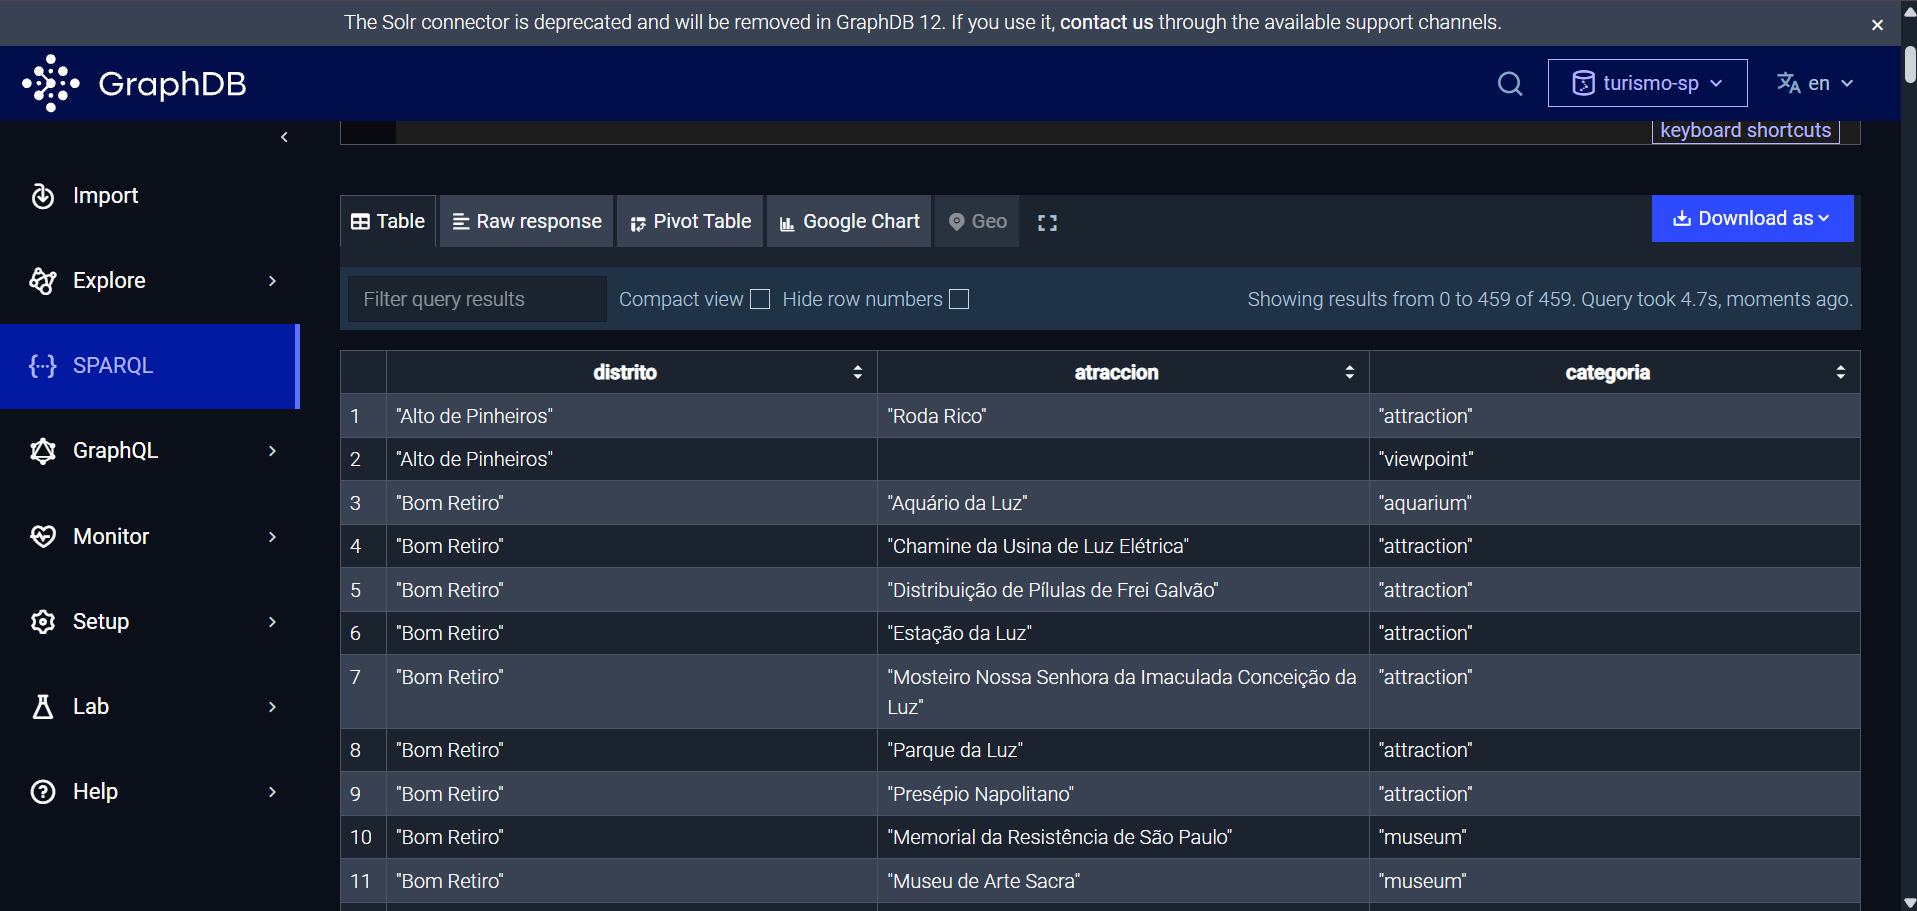 The Solr connector is deprecated and will be removed in GraphDB 12. If you use it, contact us through the available support channels.
GraphDB
turismo-sp
en
keyboard shortcuts
Import
Explore
SPARQL
GraphQL
Monitor
Setup
Lab
Help
Table
Raw response
Pivot Table
Google Chart
Geo
Download as
Filter query results
Compact view
Hide row numbers
Showing results from 0 to 459 of 459. Query took 4.7s, moments ago.
distrito atraccion categoria
1 "Alto de Pinheiros" "Roda Rico" "attraction"
2 "Alto de Pinheiros" "viewpoint"
3 "Bom Retiro" "Aquário da Luz" "aquarium"
4 "Bom Retiro" "Chamine da Usina de Luz Elétrica" "attraction"
5 "Bom Retiro" "Distribuição de Pílulas de Frei Galvão" "attraction"
6 "Bom Retiro" "Estação da Luz" "attraction"
7 "Bom Retiro" "Mosteiro Nossa Senhora da Imaculada Conceição da "attraction"
Luz"
8 "Bom Retiro" "Parque da Luz" "attraction"
9 "Bom Retiro" "Presépio Napolitano" "attraction"
10 "Bom Retiro" "Memorial da Resistência de São Paulo" "museum"
11 "Bom Retiro" "Museu de Arte Sacra" "museum"